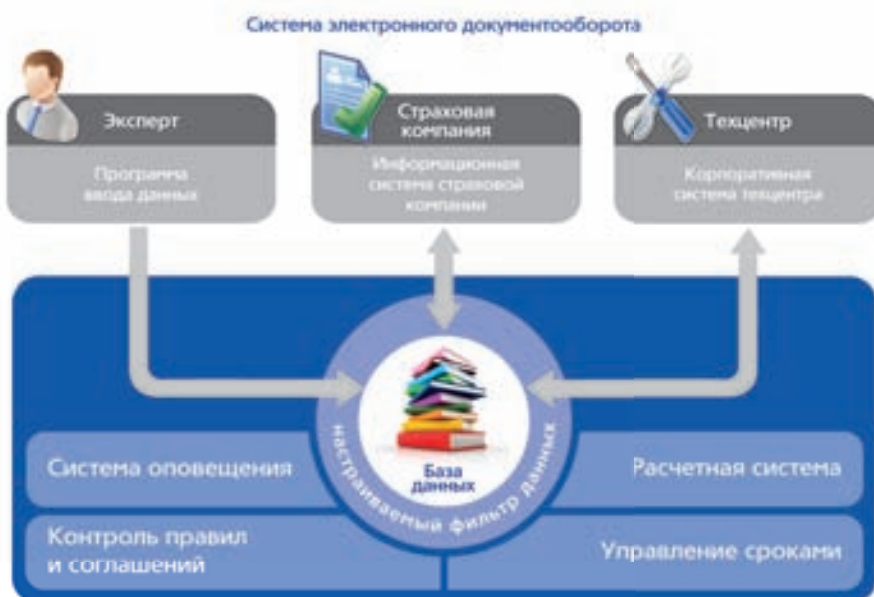 Система электронного документооборота
Эксперт
Программа
ввода данных
Страховая
компания
Информационная
система страховой
компании
Техцентр
Корпоративная
система техцентра
База
данных
настраиваемый фильтр данных
Система оповещения
Расчетная система
Контроль правил
и соглашений
Управление сроками